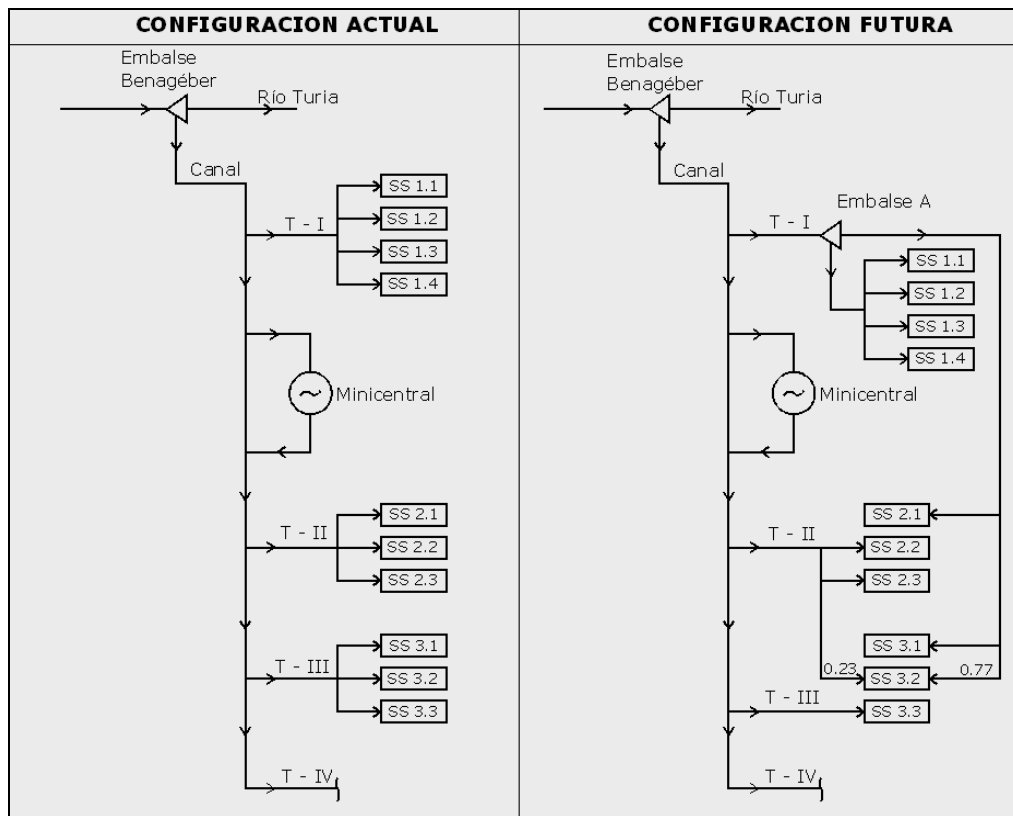 CONFIGURACION ACTUAL
Embalse
Benagéber
Río Turia
Canal
T - I
SS 1.1
SS 1.2
SS 1.3
SS 1.4
Minicentral
T - II
SS 2.1
SS 2.2
SS 2.3
T - III
SS 3.1
SS 3.2
SS 3.3
T - IV
CONFIGURACION FUTURA
Embalse
Benagéber
Río Turia
Canal
T - I
Embalse A
SS 1.1
SS 1.2
SS 1.3
SS 1.4
Minicentral
T - II
SS 2.1
SS 2.2
SS 2.3
SS 3.1
0.23
SS 3.2
0.77
T - III
SS 3.3
T - IV